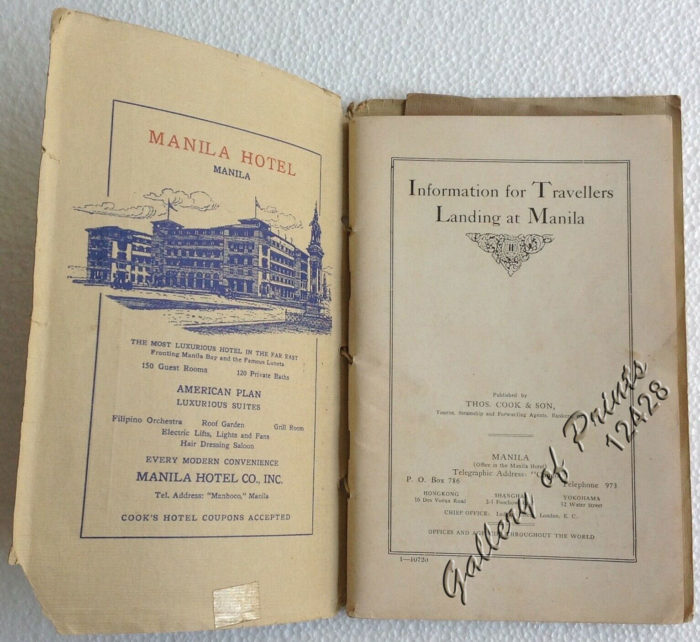 MANILA HOTEL
MANILA
THE MOST LUXURIOUS HOTEL IN THE FAR EAST
Fronting Manila Bay and the Famous Luneta
150 Guest Rooms 120 Private Baths
AMERICAN PLAN
LUXURIOUS SUITES
Filipino Orchestra Roof Garden Grill Room
Electric Lifts, Lights and Fans
Hair Dressing Saloon
EVERY MODERN CONVENIENCE
MANILA HOTEL CO., INC.
Tel. Address: "Manhoco," Manila
COOK'S HOTEL COUPONS ACCEPTED
Information for Travellers
Landing at Manila
Published by
THOS. COOK & SON,
Tourist, Steamship and Forwarding Agents, Bankers
MANILA
(Office in the Manila Hotel)
Telegraphic Address:
P. O. Box 786 Telephone 973
HONGKONG SHANGHAI YOKOHAMA
16 Des Voeux Road 32 Water Street
CHIEF OFFICE: London, E. C.
OFFICES AND THROUGHOUT THE WORLD
1—10720
Gallery of Prints
12428